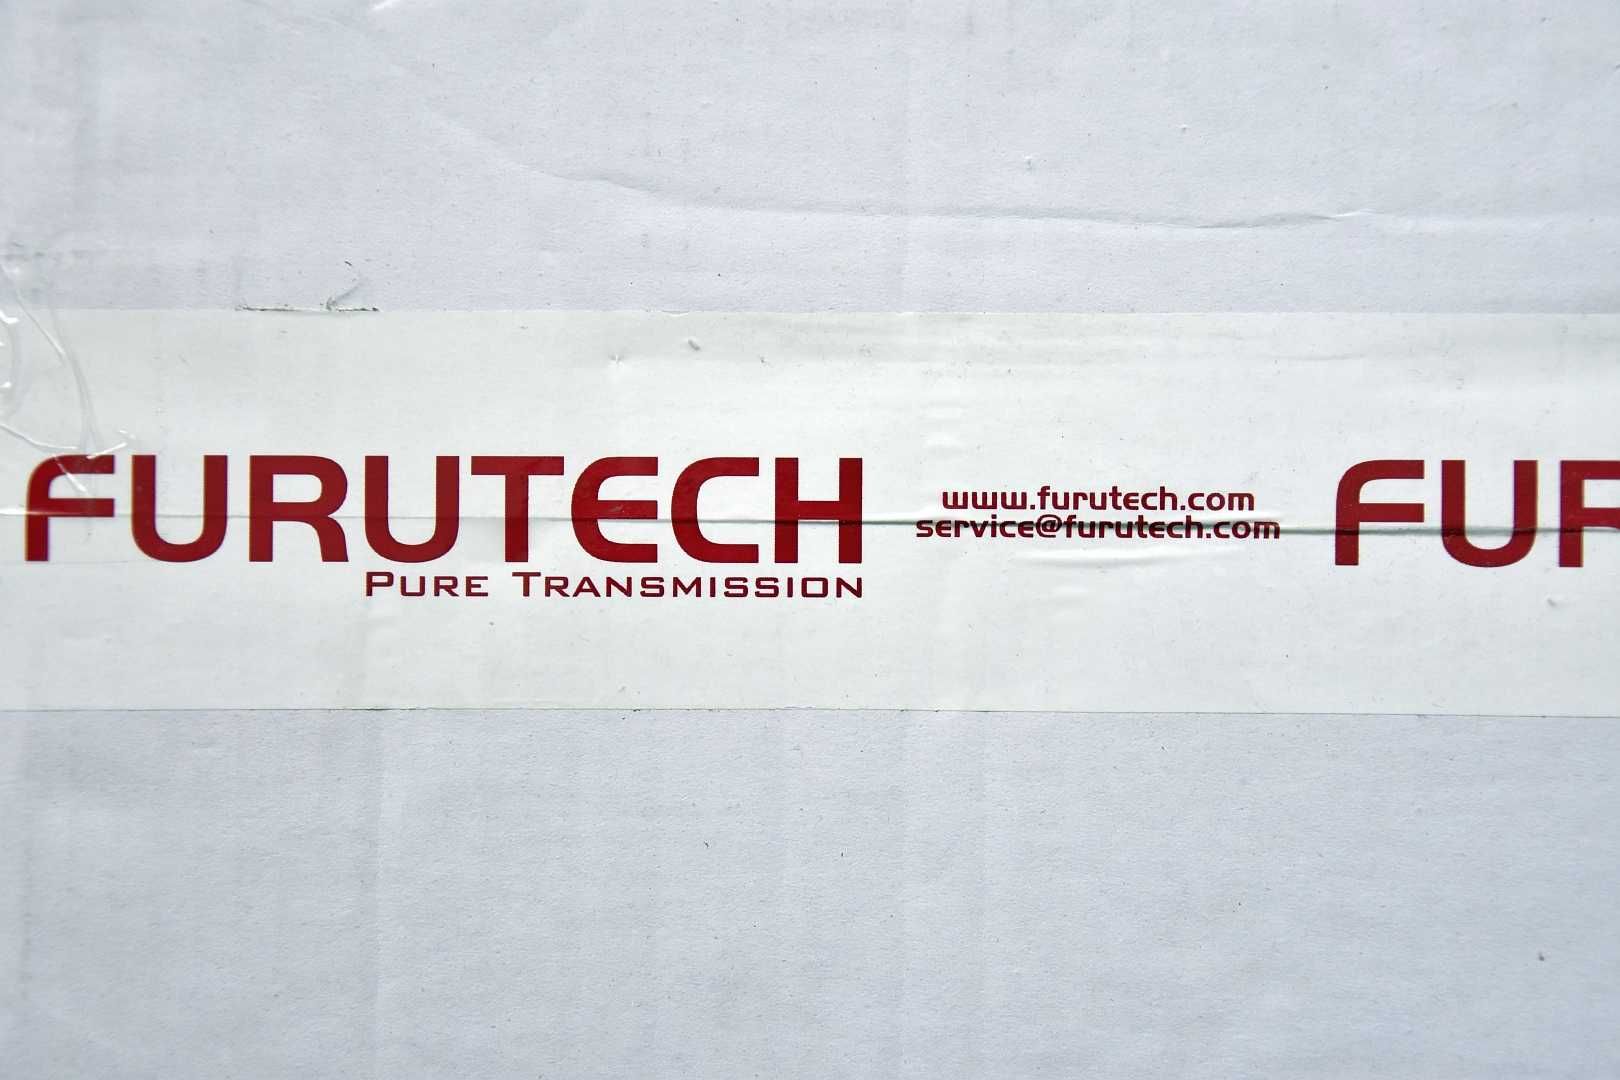 FURUTECH
PURE TRANSMISSION
www.furutech.com
service@furutech.com
FUR